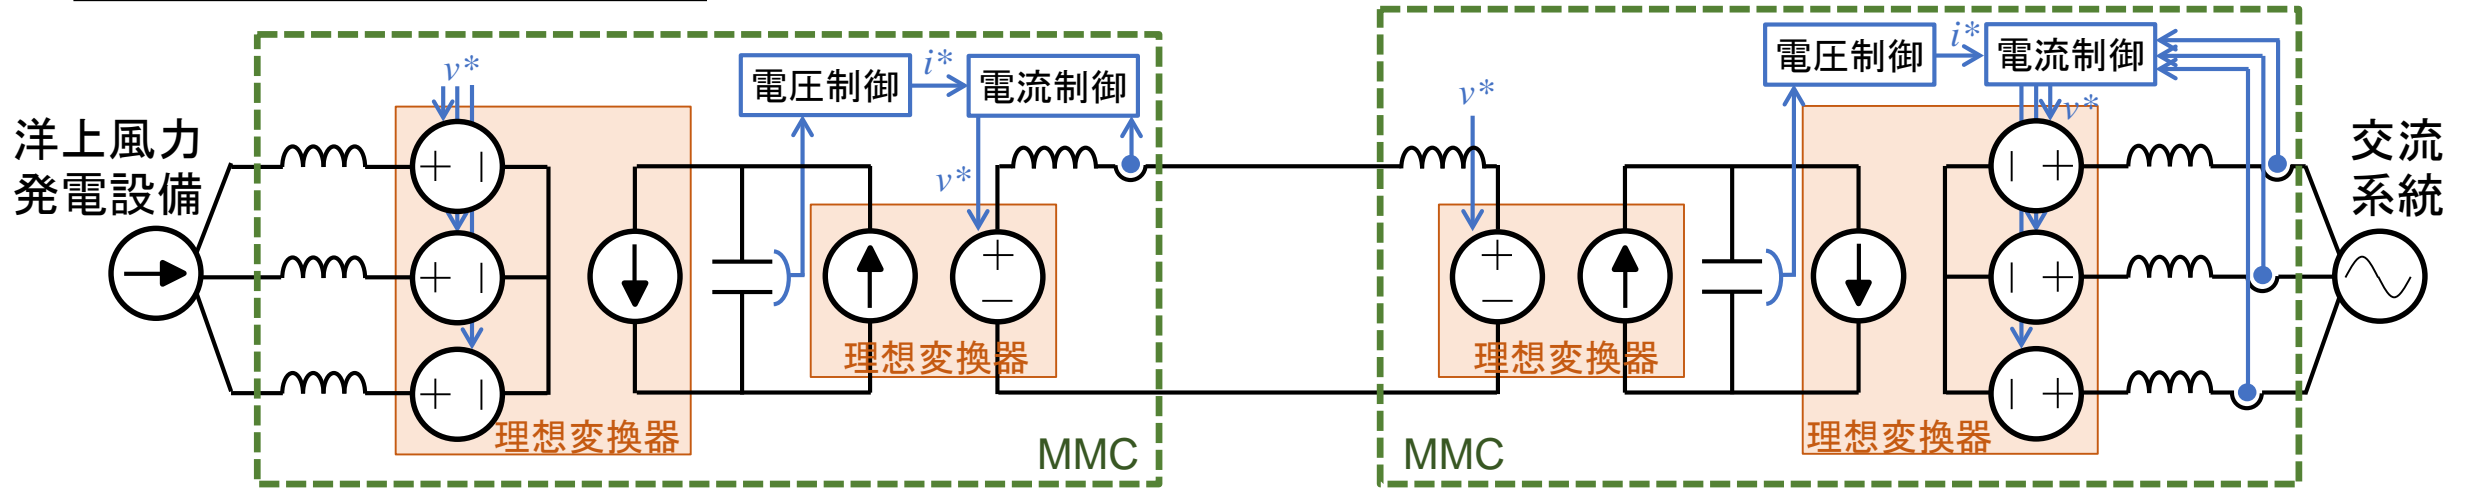 洋上風力
発電設備
v*
理想変換器
電圧制御
i*
電流制御
v*
理想変換器
MMC
v*
理想変換器
MMC
電圧制御
i*
電流制御
v*
理想変換器
交流
系統